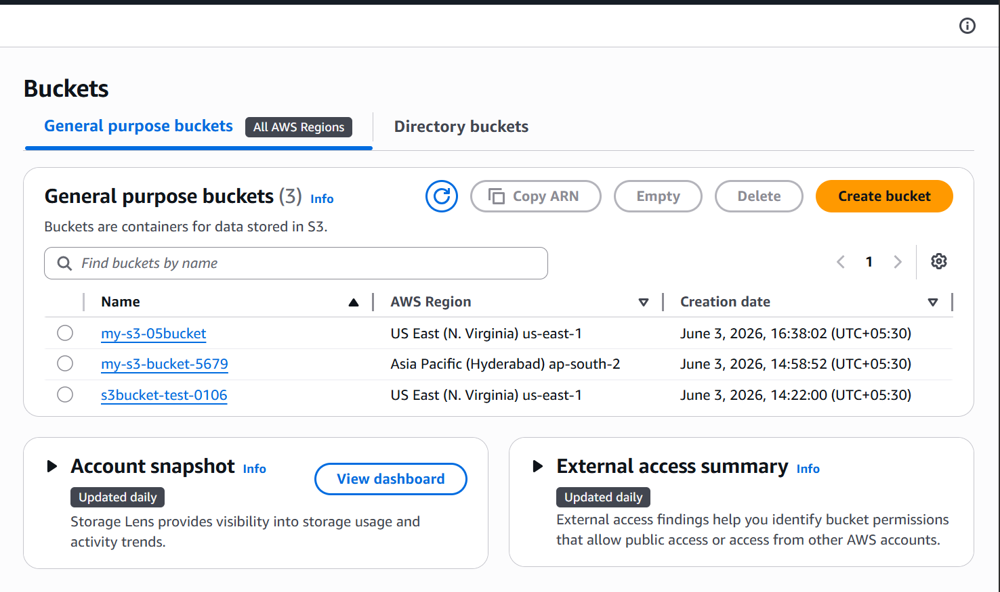 Buckets
General purpose buckets All AWS Regions Directory buckets
General purpose buckets (3) Info Copy ARN Empty Delete Create bucket
Buckets are containers for data stored in S3.
Find buckets by name 1
Name AWS Region Creation date
my-s3-05bucket US East (N. Virginia) us-east-1 June 3, 2026, 16:38:02 (UTC+05:30)
my-s3-bucket-5679 Asia Pacific (Hyderabad) ap-south-2 June 3, 2026, 14:58:52 (UTC+05:30)
s3bucket-test-0106 US East (N. Virginia) us-east-1 June 3, 2026, 14:22:00 (UTC+05:30)
Account snapshot Info View dashboard
Updated daily
Storage Lens provides visibility into storage usage and
activity trends.
External access summary Info
Updated daily
External access findings help you identify bucket permissions
that allow public access or access from other AWS accounts.